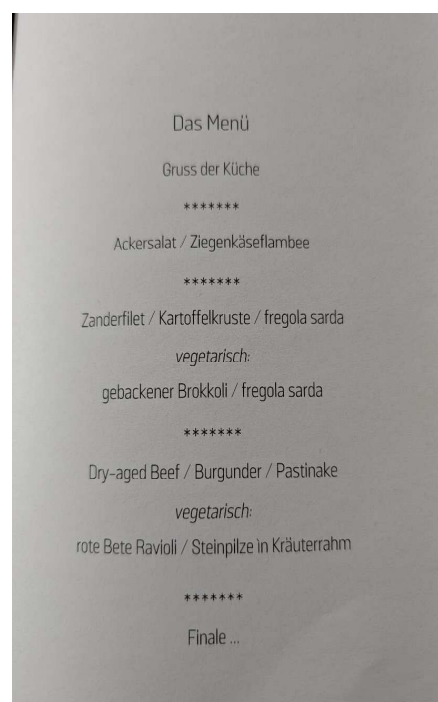 Das Menü
Gruss der Küche
*******
Ackersalat / Ziegenkäseflambee
*******
Zanderfilet / Kartoffelkruste / fregola sarda
vegetarisch:
gebackener Brokkoli / fregola sarda
*******
Dry-aged Beef / Burgunder / Pastinake
vegetarisch:
rote Bete Ravioli / Steinpilze in Kräuterrahm
*******
Finale ...